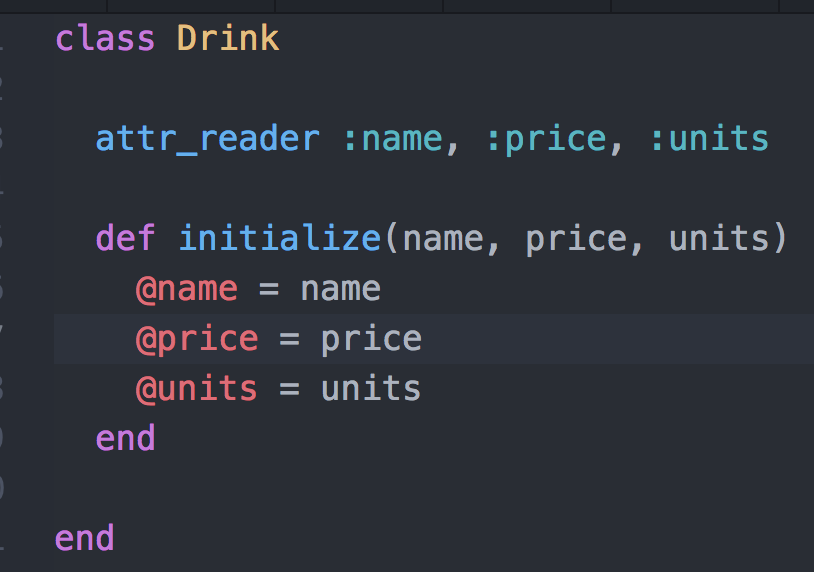 class Drink
attr_reader :name, :price, :units
def initialize(name, price, units)
@name = name
@price = price
@units = units
end
end